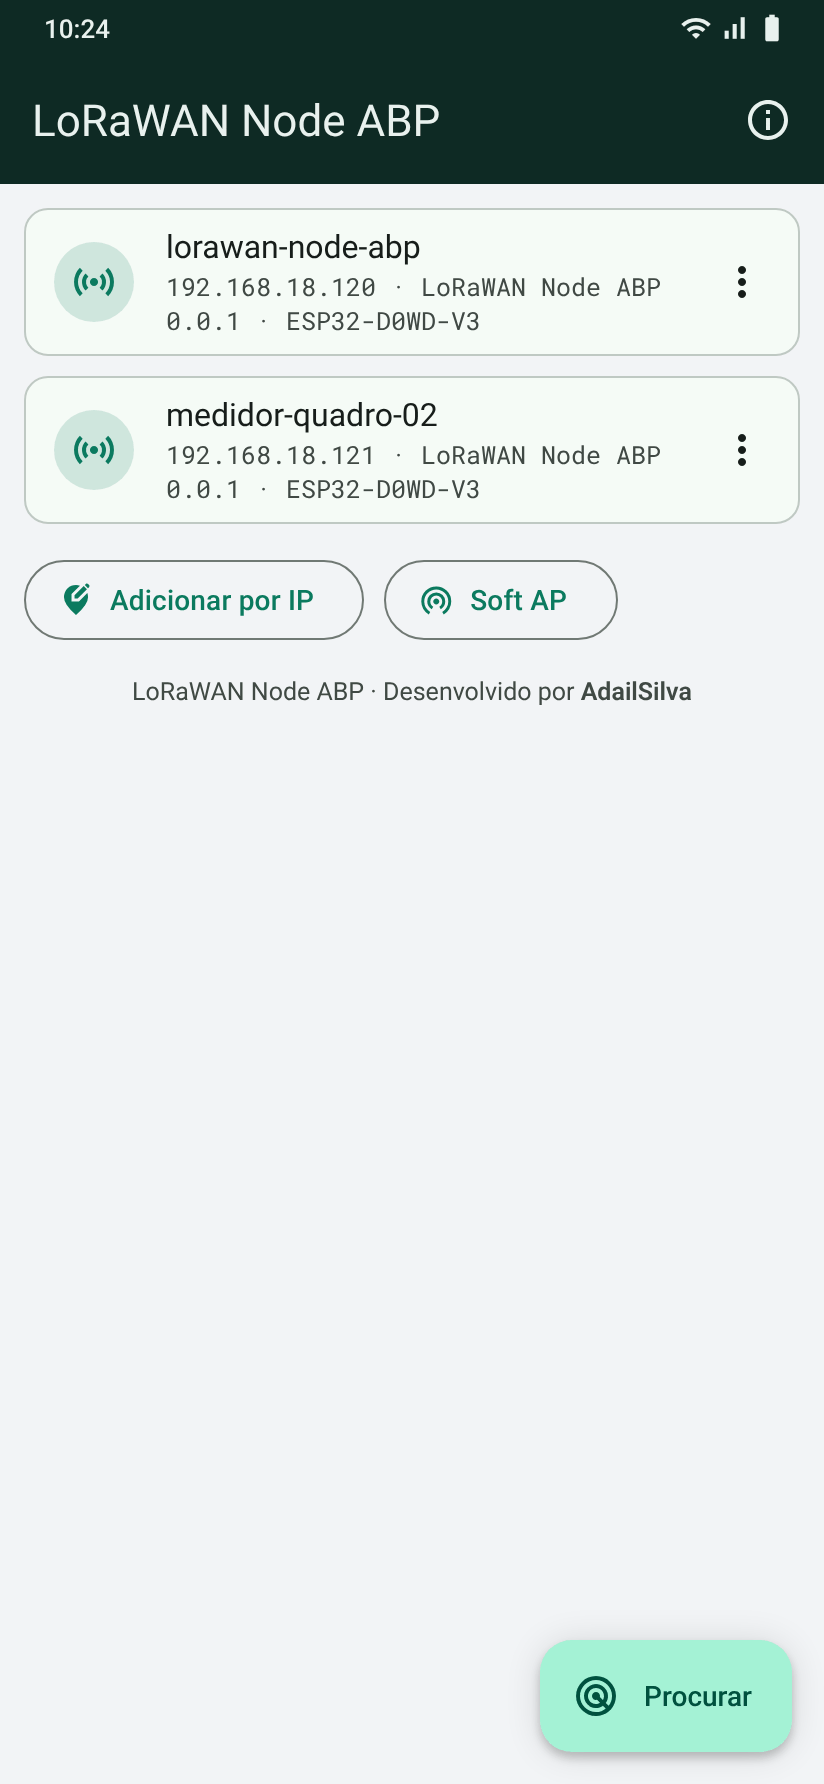 10:24
LoRaWAN Node ABP
lorawan-node-abp
192.168.18.120 · LoRaWAN Node ABP
0.0.1 · ESP32-D0WD-V3
medidor-quadro-02
192.168.18.121 · LoRaWAN Node ABP
0.0.1 · ESP32-D0WD-V3
Adicionar por IP
Soft AP
LoRaWAN Node ABP · Desenvolvido por AdailSilva
Procurar